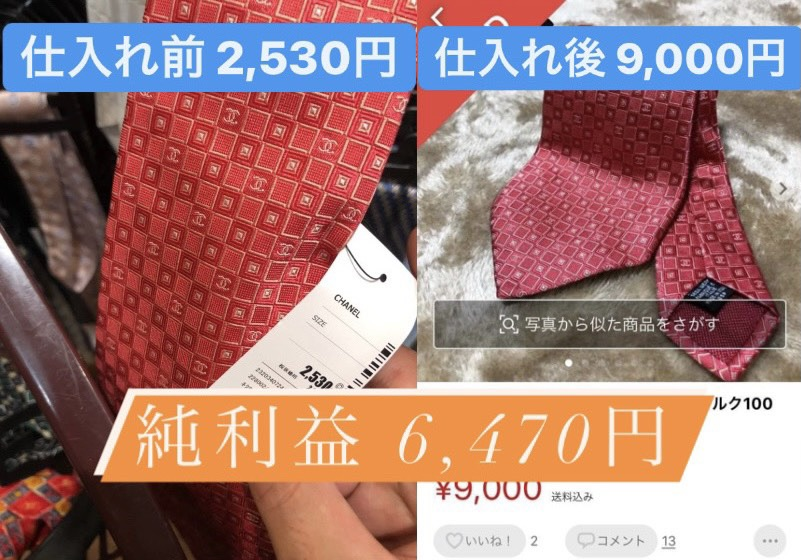 仕入れ前 2,530円
仕入れ後 9,000円
CHANEL
SIZE
2,530
写真から似た商品をさがす
ルク100
純利益 6,470円
¥9,000 送料込み
いいね！ 2
コメント 13